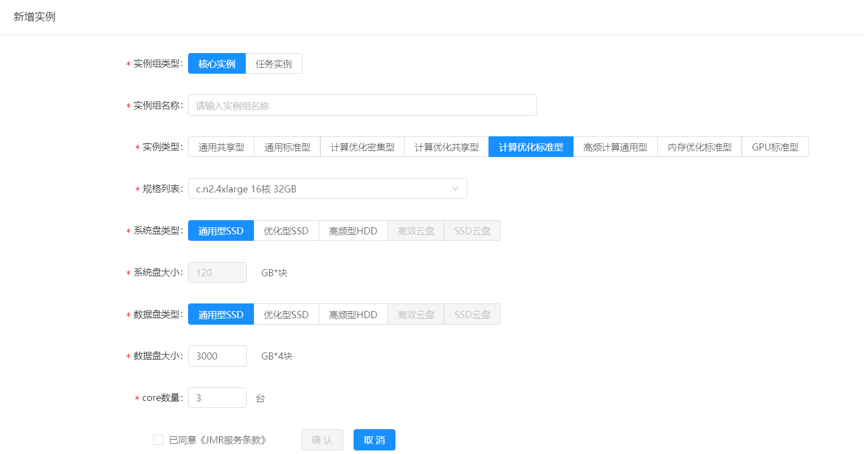 新增实例
* 实例组类型： 核心实例 任务实例
* 实例组名称： 请输入实例组名称
* 实例类型： 通用共享型 通用标准型 计算优化密集型 计算优化共享型 计算优化标准型 高频计算通用型 内存优化标准型 GPU标准型
* 规格列表： c.n2.4xlarge 16核 32GB
* 系统盘类型： 通用型SSD 优化型SSD 高频型HDD 高效云盘 SSD云盘
* 系统盘大小： 120 GB*块
* 数据盘类型： 通用型SSD 优化型SSD 高频型HDD 高效云盘 SSD云盘
* 数据盘大小： 3000 GB*4块
* core数量： 3 台
已同意《JMR服务条款》 确 认 取 消